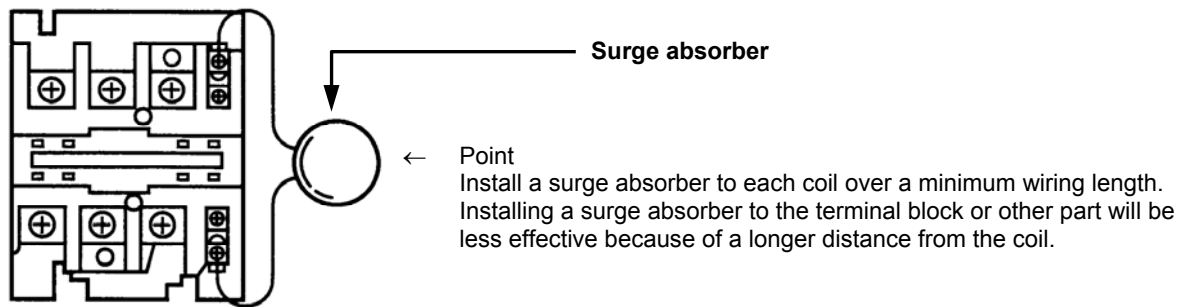 Surge absorber
← Point
Install a surge absorber to each coil over a minimum wiring length.
Installing a surge absorber to the terminal block or other part will be
less effective because of a longer distance from the coil.